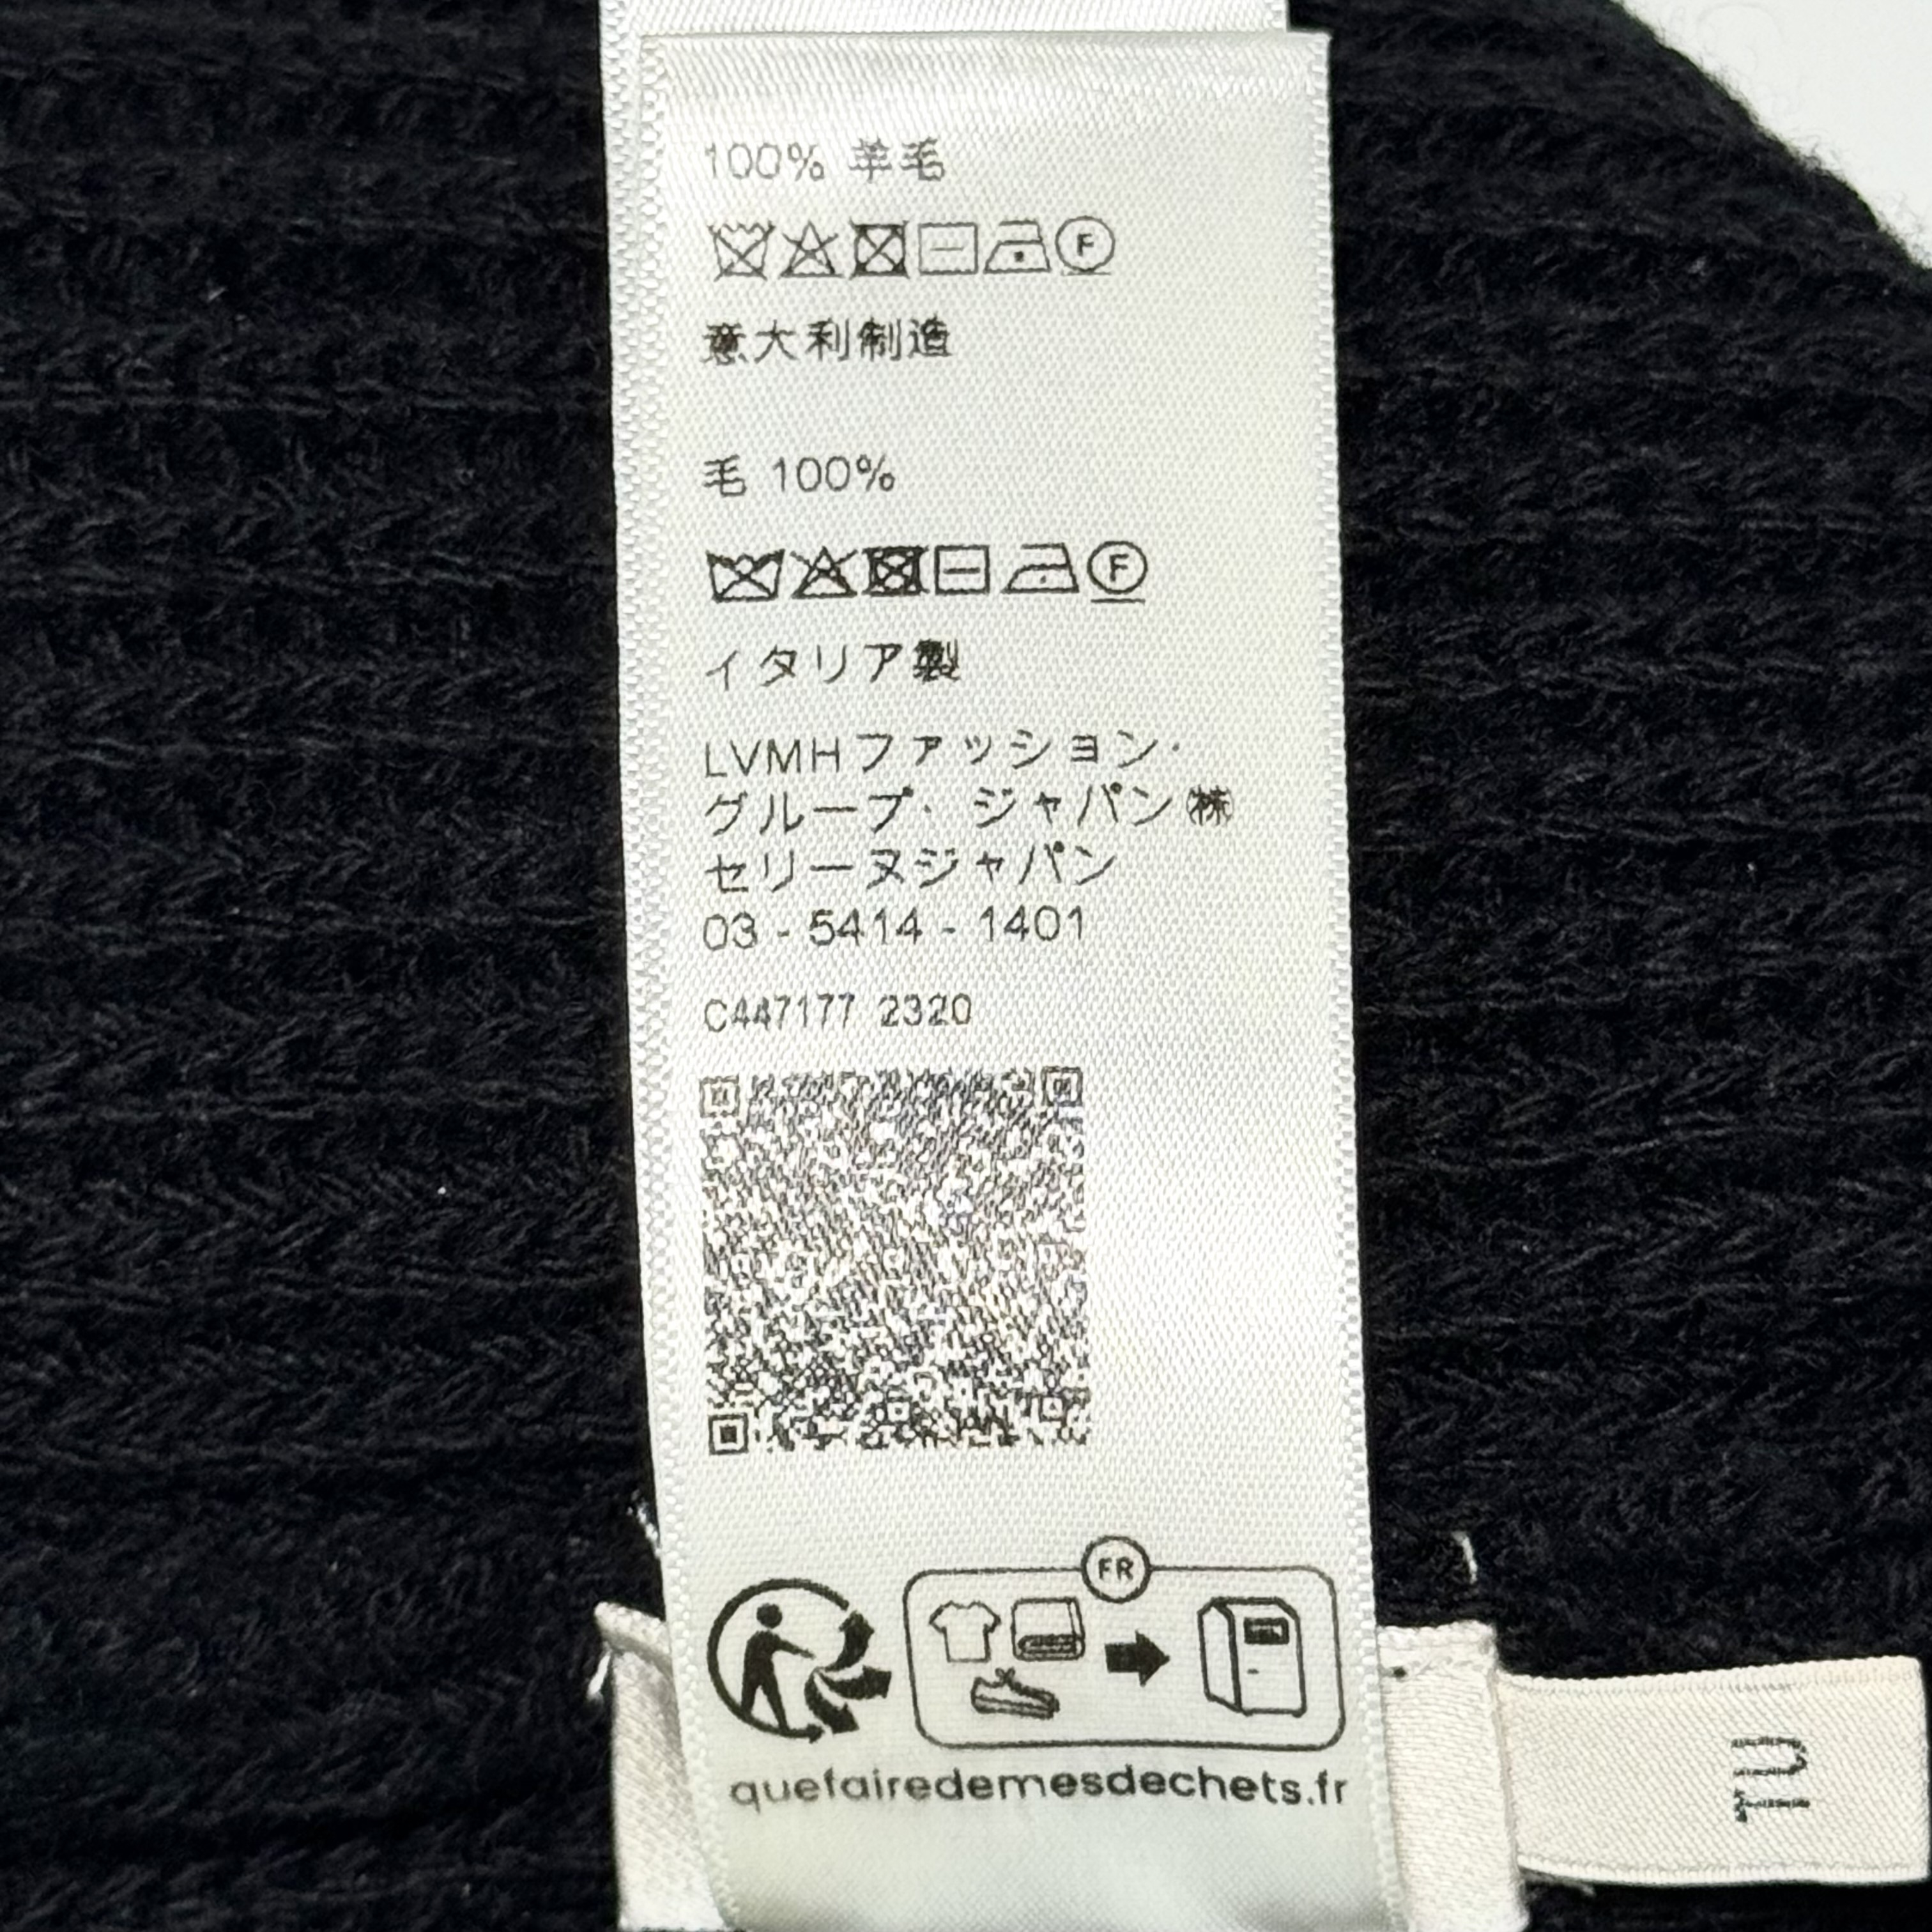 100% 羊毛
F
意大利制造
毛 100%
F
イタリア製
LVMHファッション·
グループ· ジャパン㈱
セリーヌジャパン
03 - 5414 - 1401
C447177 2320
FR
quefairedemesdechets.fr